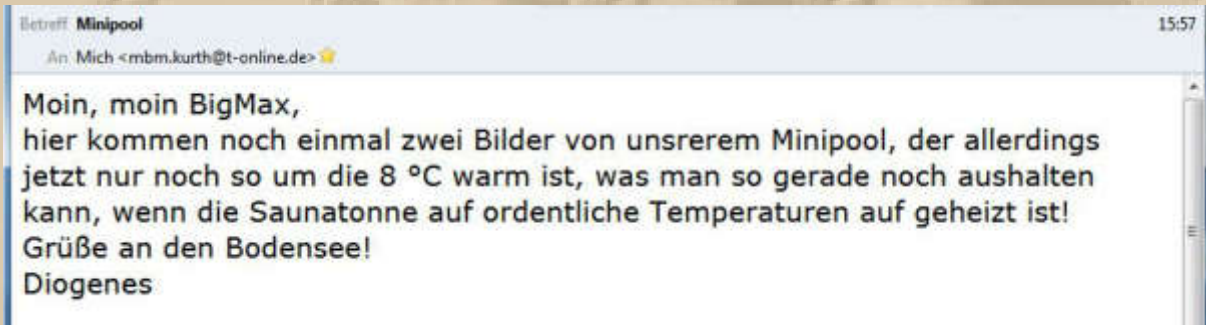 Betreff Minipool 15:57
An Mich <mbm.kurth@t-online.de>
Moin, moin BigMax,
hier kommen noch einmal zwei Bilder von unsrerem Minipool, der allerdings
jetzt nur noch so um die 8 °C warm ist, was man so gerade noch aushalten
kann, wenn die Saunatonne auf ordentliche Temperaturen auf geheizt ist!
Grüße an den Bodensee!
Diogenes